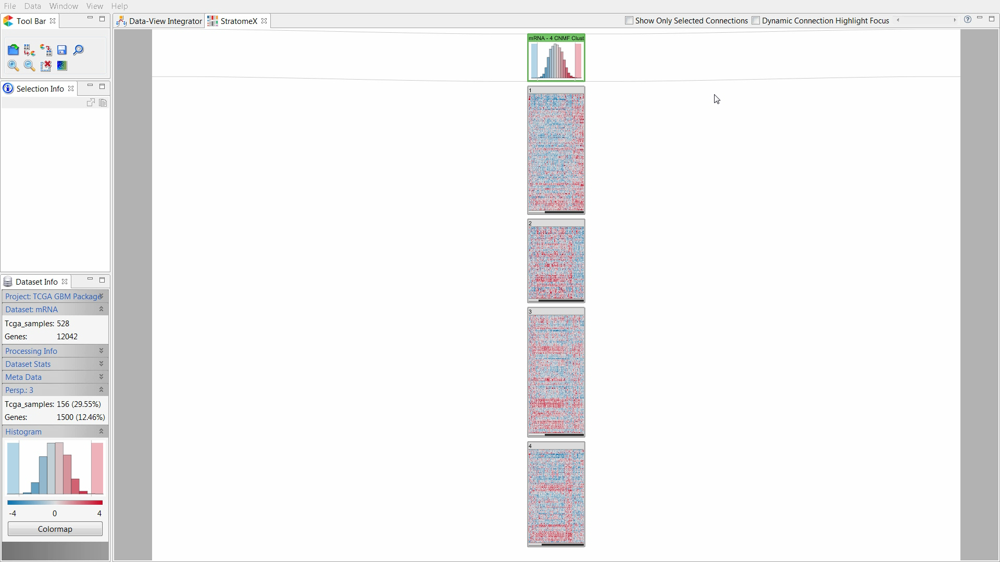 File Data Window View Help
Tool Bar
Data-View Integrator StratomeX
Show Only Selected Connections Dynamic Connection Highlight Focus
mRNA - 4 CNMF Clust
Selection Info
1
2
3
4
Dataset Info
Project: TCGA GBM Package
Dataset: mRNA
Tcga_samples: 528
Genes: 12042
Processing Info
Dataset Stats
Meta Data
Persp.: 3
Tcga_samples: 156 (29.55%)
Genes: 1500 (12.46%)
Histogram
-4 0 4
Colormap